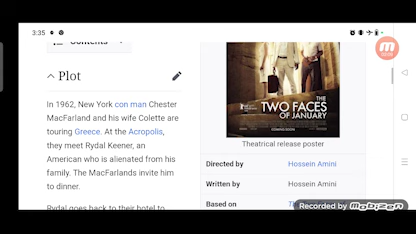 3:35
Contents
Plot
In 1962, New York con man Chester
MacFarland and his wife Colette are
touring Greece. At the Acropolis,
they meet Rydal Keener, an
American who is alienated from his
family. The MacFarlands invite him
to dinner.
Rydal goes back to their hotel to
THE
TWO FACES
OF JANUARY
COMING SOON
Theatrical release poster
Directed by Hossein Amini
Written by Hossein Amini
Based on
Recorded by Mobizen